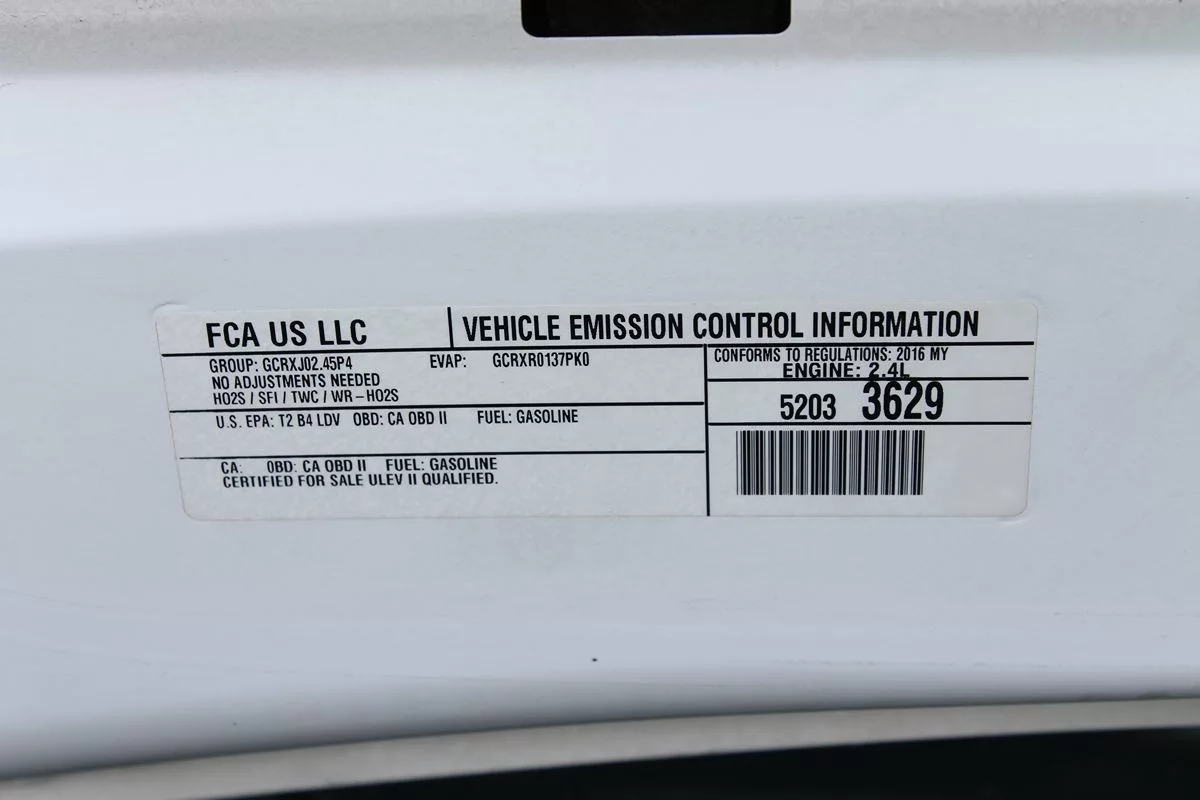 FCA US LLC
VEHICLE EMISSION CONTROL INFORMATION
GROUP: GCRXJ02.45P4 EVAP: GCRXR0137PK0
NO ADJUSTMENTS NEEDED
HO2S / SFI / TWC / WR-HO2S
U.S. EPA: T2 B4 LDV OBD: CA OBD II FUEL: GASOLINE
CA: OBD: CA OBD II FUEL: GASOLINE
CERTIFIED FOR SALE ULEV II QUALIFIED.
CONFORMS TO REGULATIONS: 2016 MY
ENGINE: 2.4L
5203 3629